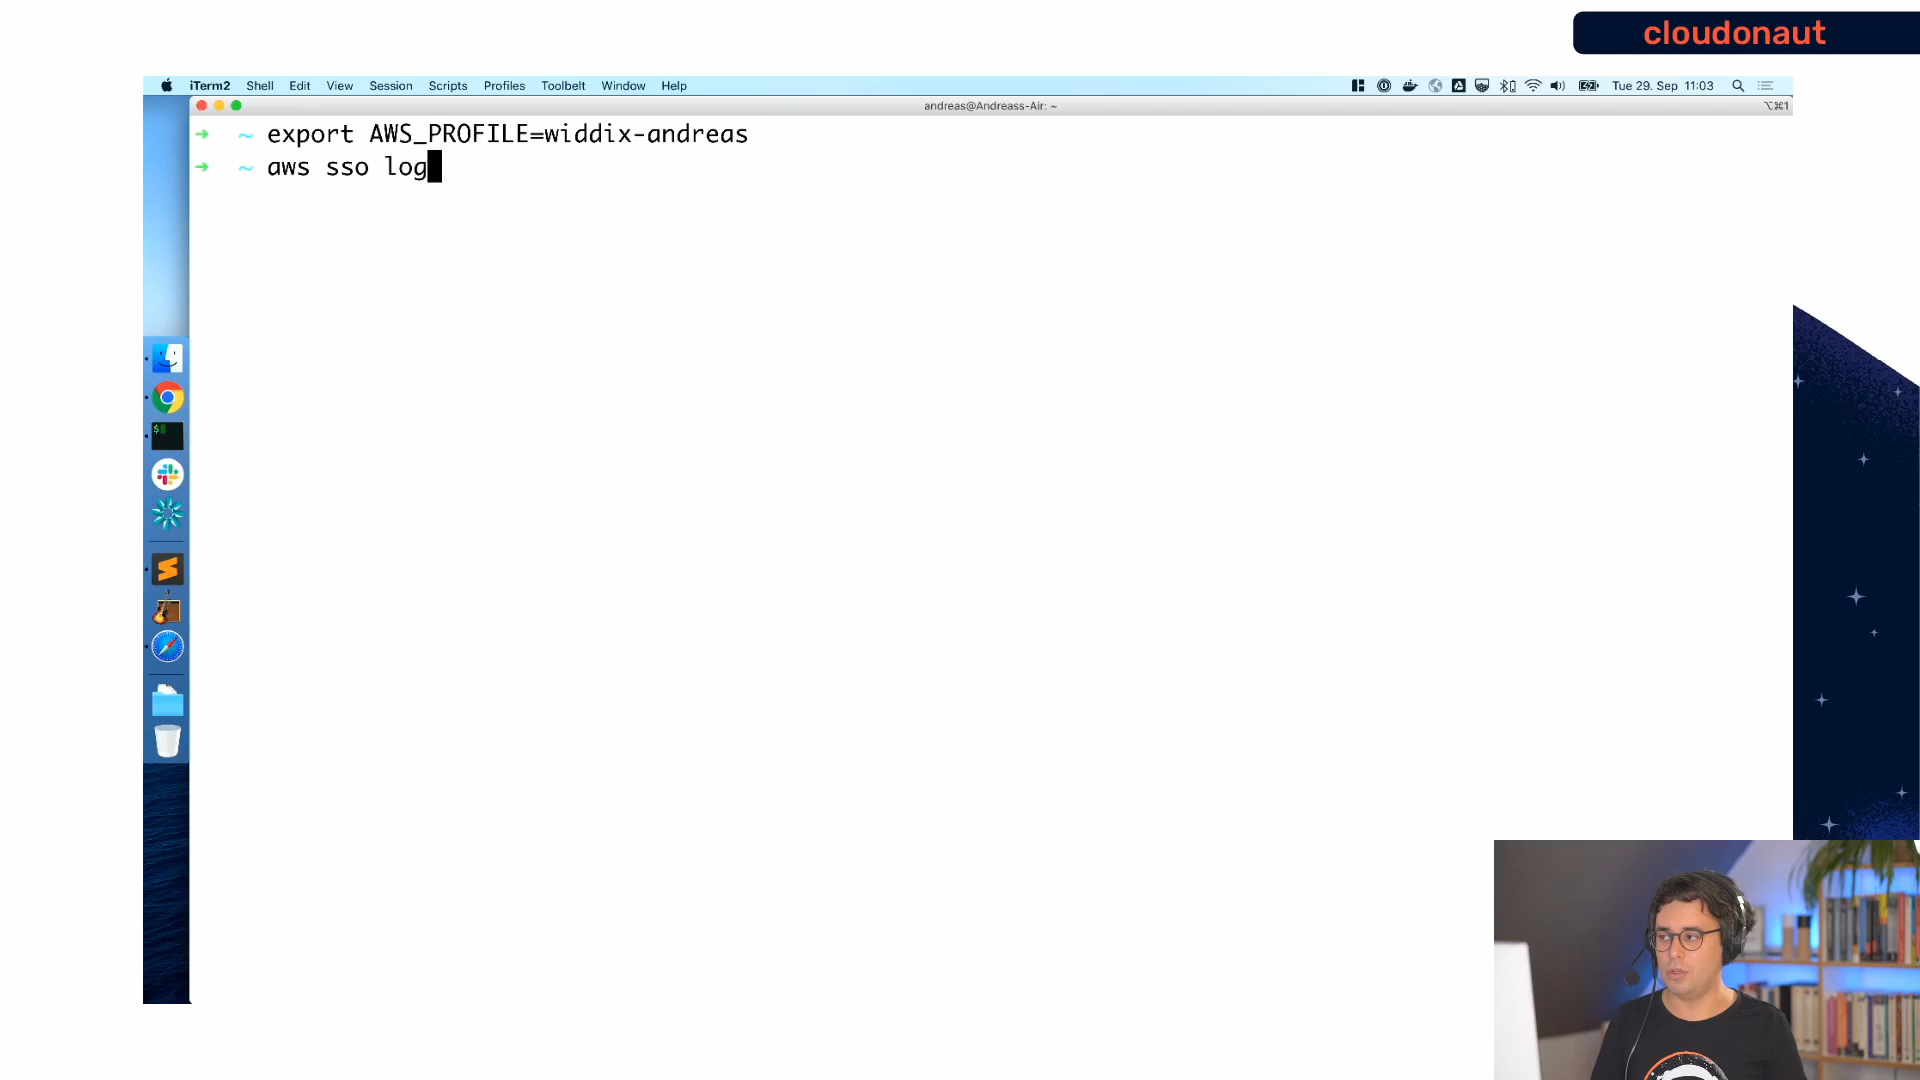 cloudonaut
iTerm2 Shell Edit View Session Scripts Profiles Toolbelt Window Help Tue 29. Sep 11:03
andreas@Andreass-Air: ~ ⌥⌘1
➜ ~ export AWS_PROFILE=widdix-andreas
➜ ~ aws sso log
$